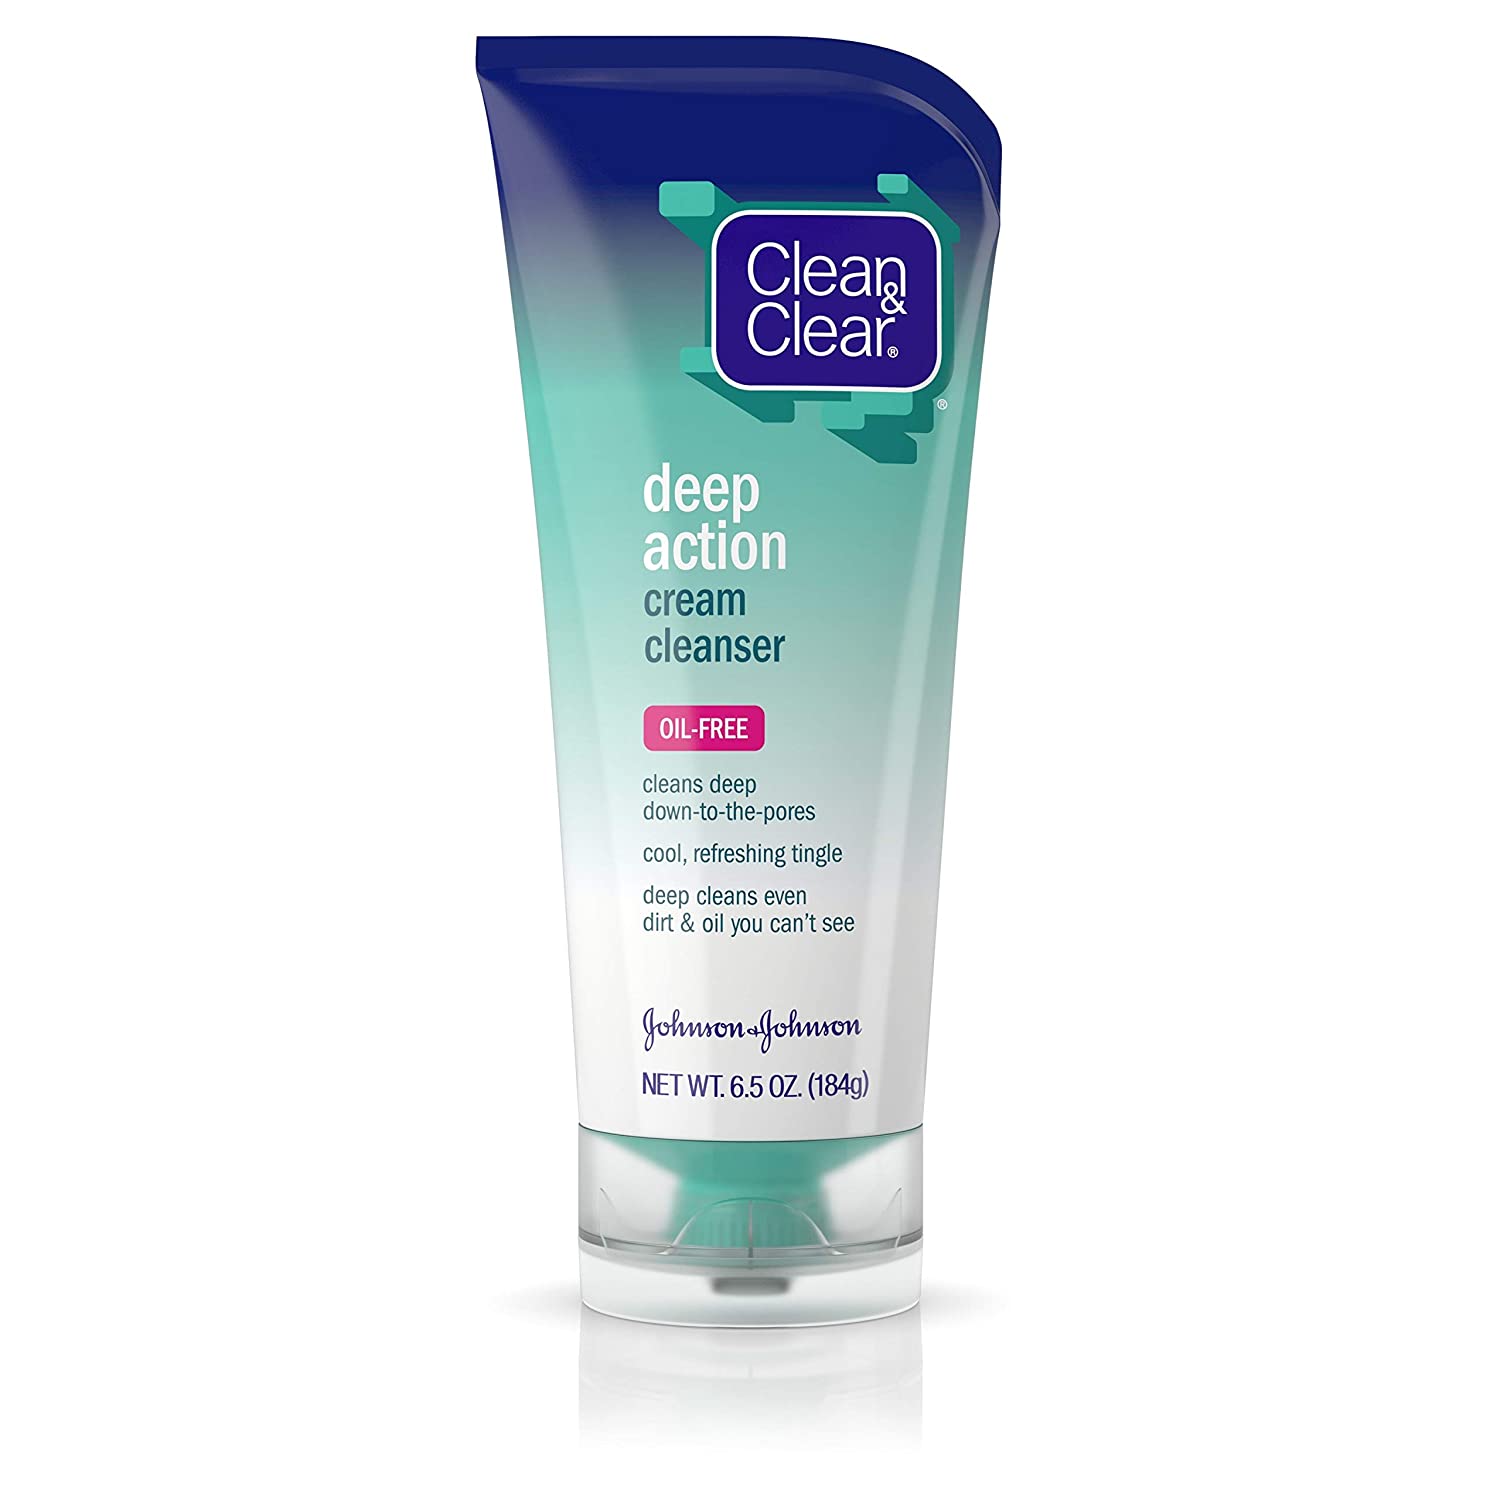 Clean
&
Clear®
®
deep
action
cream
cleanser
OIL-FREE
cleans deep
down-to-the-pores
cool, refreshing tingle
deep cleans even
dirt & oil you can't see
Johnson & Johnson
NET WT. 6.5 OZ. (184g)